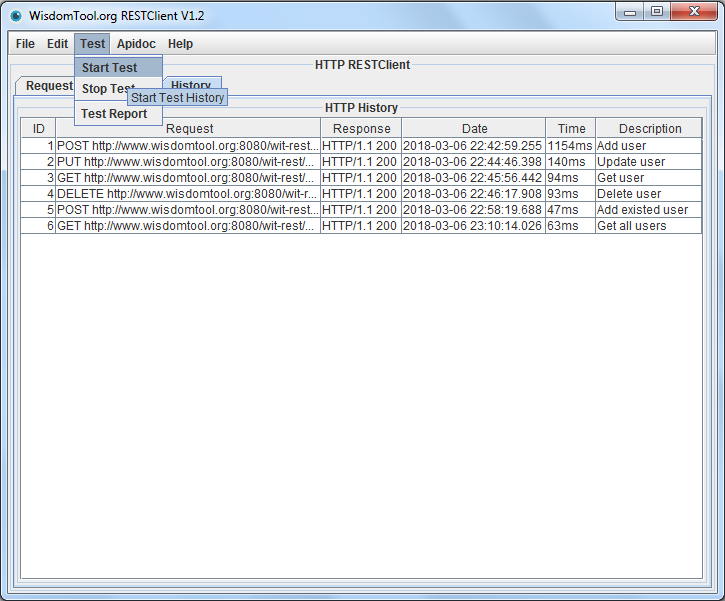 WisdomTool.org RESTClient V1.2
File Edit Test Apidoc Help
HTTP RESTClient
Start Test
Request History
Stop Test
Start Test History
Test Report
HTTP History
ID Request Response Date Time Description
1 POST http://www.wisdomtool.org:8080/wit-rest... HTTP/1.1 200 2018-03-06 22:42:59.255 1154ms Add user
2 PUT http://www.wisdomtool.org:8080/wit-rest/... HTTP/1.1 200 2018-03-06 22:44:46.398 140ms Update user
3 GET http://www.wisdomtool.org:8080/wit-rest/... HTTP/1.1 200 2018-03-06 22:45:56.442 94ms Get user
4 DELETE http://www.wisdomtool.org:8080/wit-r... HTTP/1.1 200 2018-03-06 22:46:17.908 93ms Delete user
5 POST http://www.wisdomtool.org:8080/wit-rest... HTTP/1.1 200 2018-03-06 22:58:19.688 47ms Add existed user
6 GET http://www.wisdomtool.org:8080/wit-rest/... HTTP/1.1 200 2018-03-06 23:10:14.026 63ms Get all users